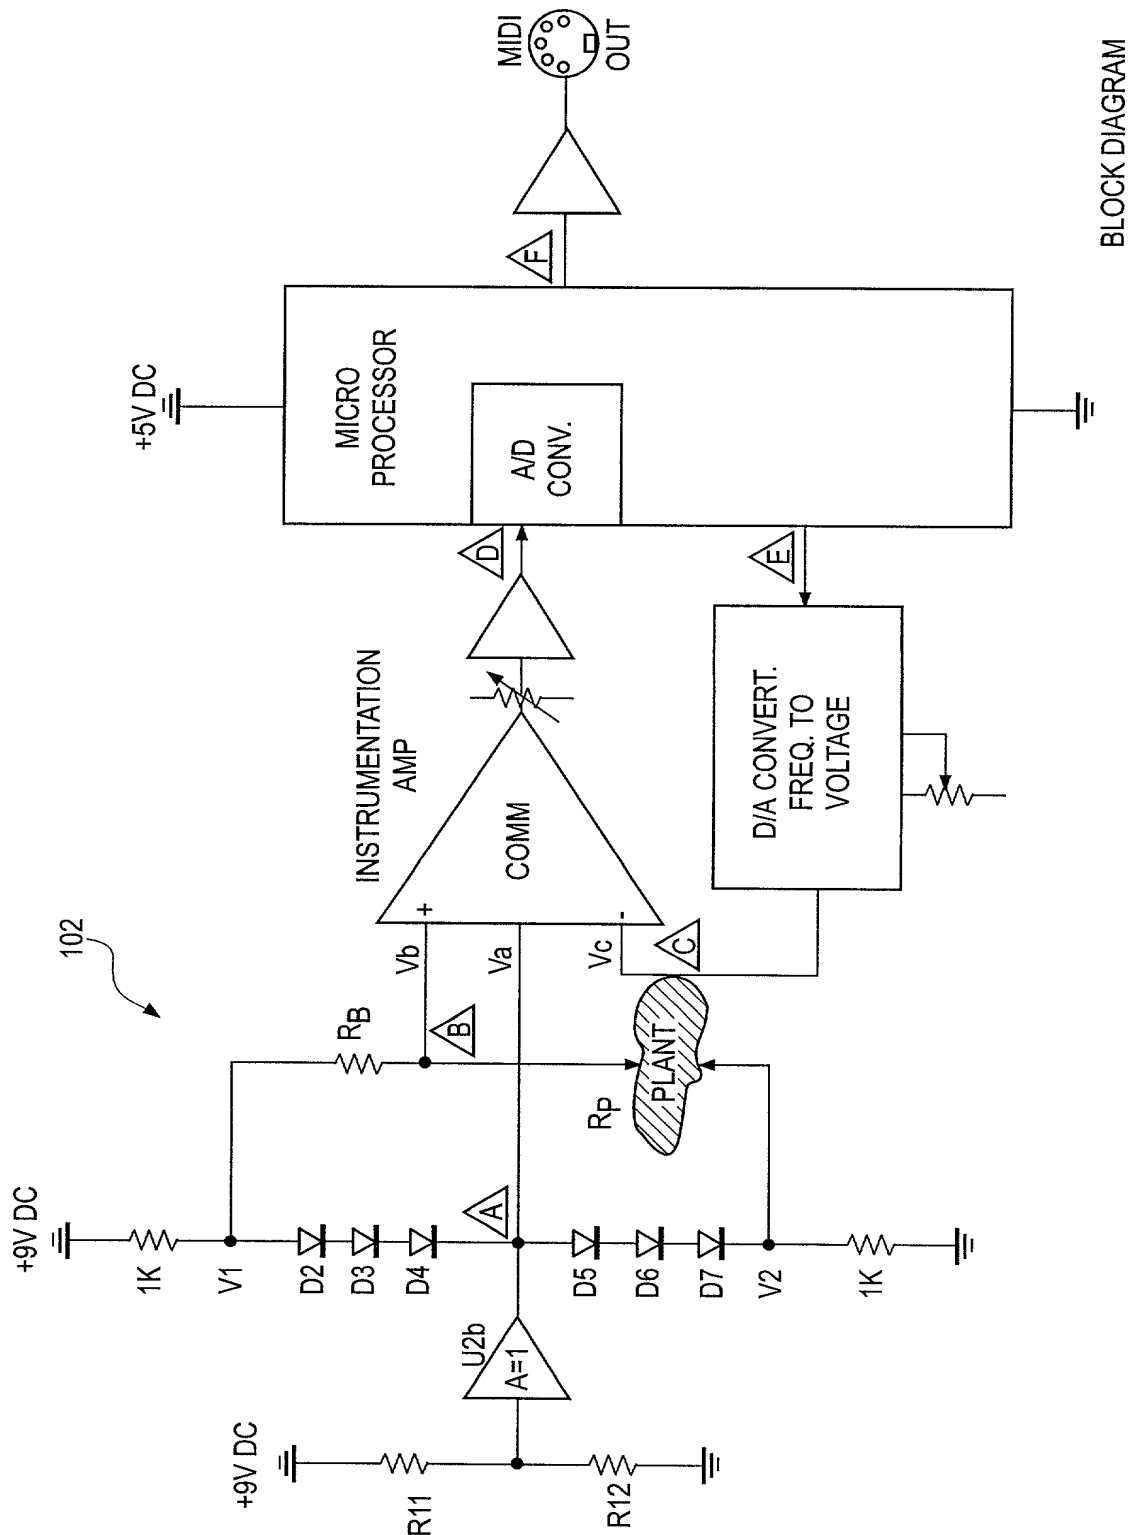 102
+9V DC
R11
R12
U2b
A=1
+9V DC
1K
V1
D2
D3
D4
A
D5
D6
D7
V2
1K
RB
B
RP
PLANT
Vb
Va
Vc
C
+
-
COMM
INSTRUMENTATION
AMP
D
+5V DC
MICRO
PROCESSOR
A/D
CONV.
E
D/A CONVERT.
FREQ. TO
VOLTAGE
F
MIDI
OUT
BLOCK DIAGRAM